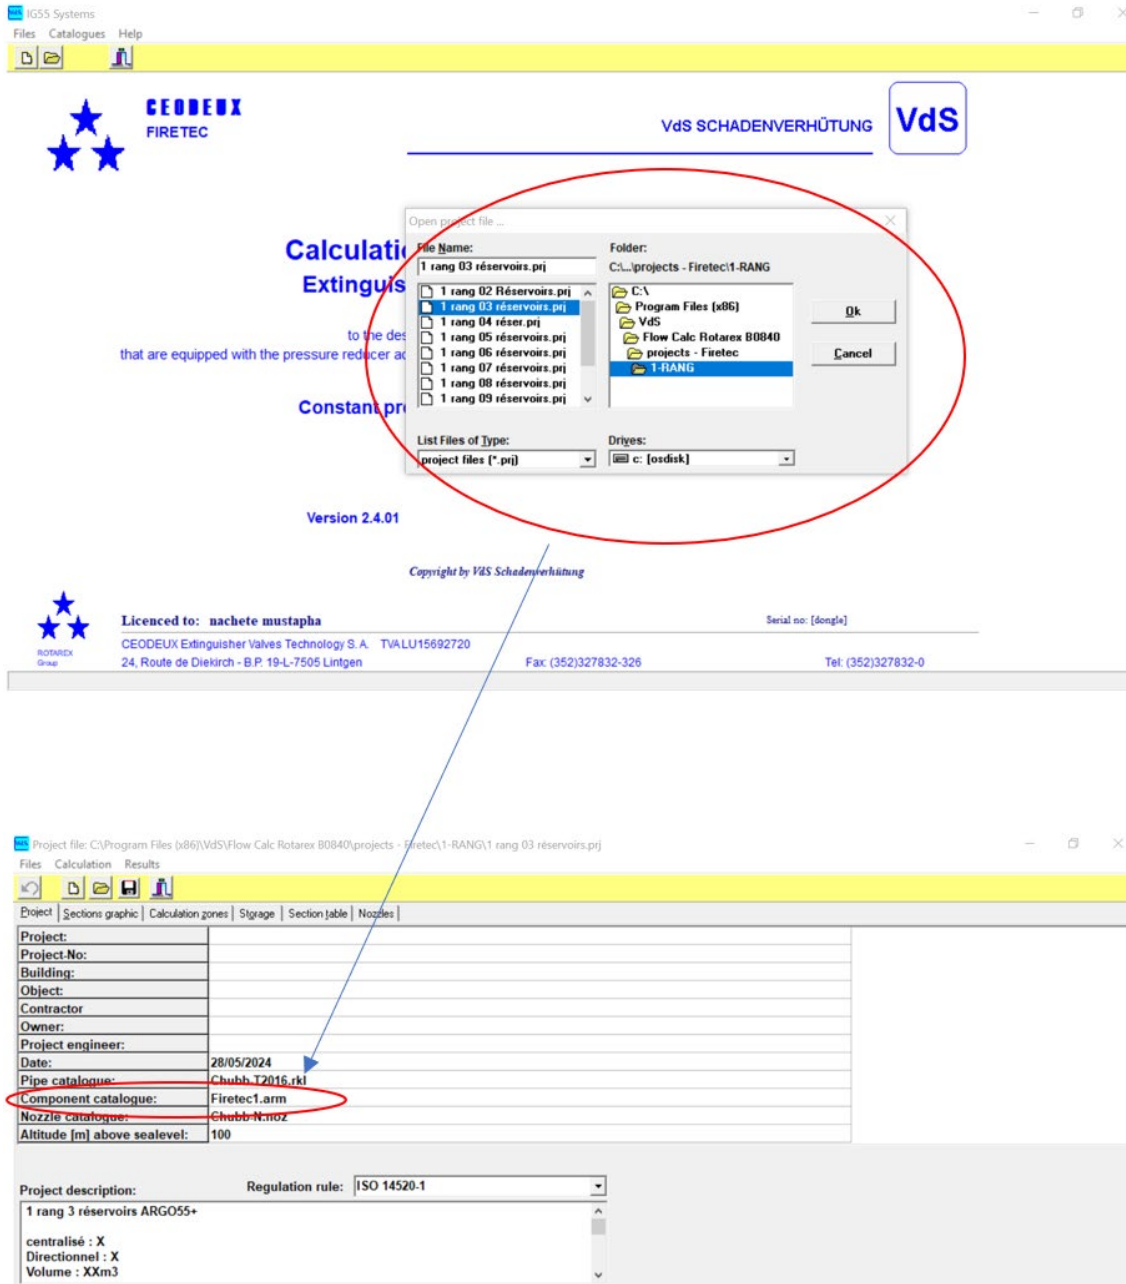 IG55 Systems
Files Catalogues Help
CEODEUX
FIRETEC
VdS SCHADENVERHÜTUNG
VdS
Open project file ...
File Name:
Folder:
1 rang 03 réservoirs.prj
C:\...\projects - Firetec\1-RANG
1 rang 02 Réservoirs.prj
1 rang 03 réservoirs.prj
1 rang 04 réser.prj
1 rang 05 réservoirs.prj
1 rang 06 réservoirs.prj
1 rang 07 réservoirs.prj
1 rang 08 réservoirs.prj
1 rang 09 réservoirs.prj
C:\
Program Files (x86)
VdS
Flow Calc Rotarex B0840
projects - Firetec
1-RANG
Ok
Cancel
List Files of Type:
Drives:
project files (*.prj)
c: [osdisk]
Calculati
Extinguis
to the des
that are equipped with the pressure reducer ac
Constant pr
Version 2.4.01
Copyright by VdS Schadenverhütung
ROTAREX
Group
Licenced to: nachete mustapha
Serial no: [dongle]
CEODEUX Extinguisher Valves Technology S.A. TVA LU15692720
24, Route de Diekirch - B.P. 19-L-7505 Lintgen
Fax: (352)327832-326
Tel: (352)327832-0
Project file: C:\Program Files (x86)\VdS\Flow Calc Rotarex B0840\projects - Firetec\1-RANG\1 rang 03 réservoirs.prj
Files Calculation Results
Project Sections graphic Calculation zones Storage Section table Nozzles
Project:
Project-No:
Building:
Object:
Contractor
Owner:
Project engineer:
Date: 28/05/2024
Pipe catalogue: Chubb-T2016.rkl
Component catalogue: Firetec1.arm
Nozzle catalogue: Chubb-N.noz
Altitude [m] above sealevel: 100
Project description:
Regulation rule: ISO 14520-1
1 rang 3 réservoirs ARGO55+
centralisé : X
Directionnel : X
Volume : XXm3